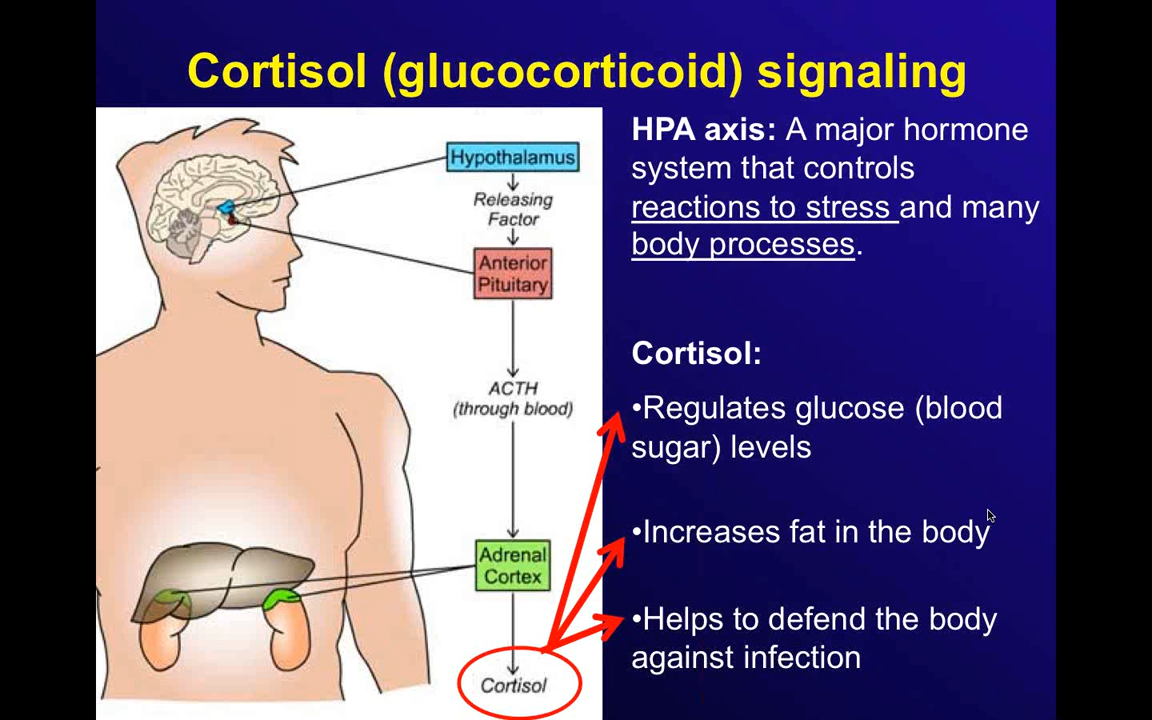 Cortisol (glucocorticoid) signaling
Hypothalamus
Releasing
Factor
Anterior
Pituitary
ACTH
(through blood)
Adrenal
Cortex
Cortisol
HPA axis: A major hormone
system that controls
reactions to stress and many
body processes.
Cortisol:
•Regulates glucose (blood
sugar) levels
•Increases fat in the body
•Helps to defend the body
against infection